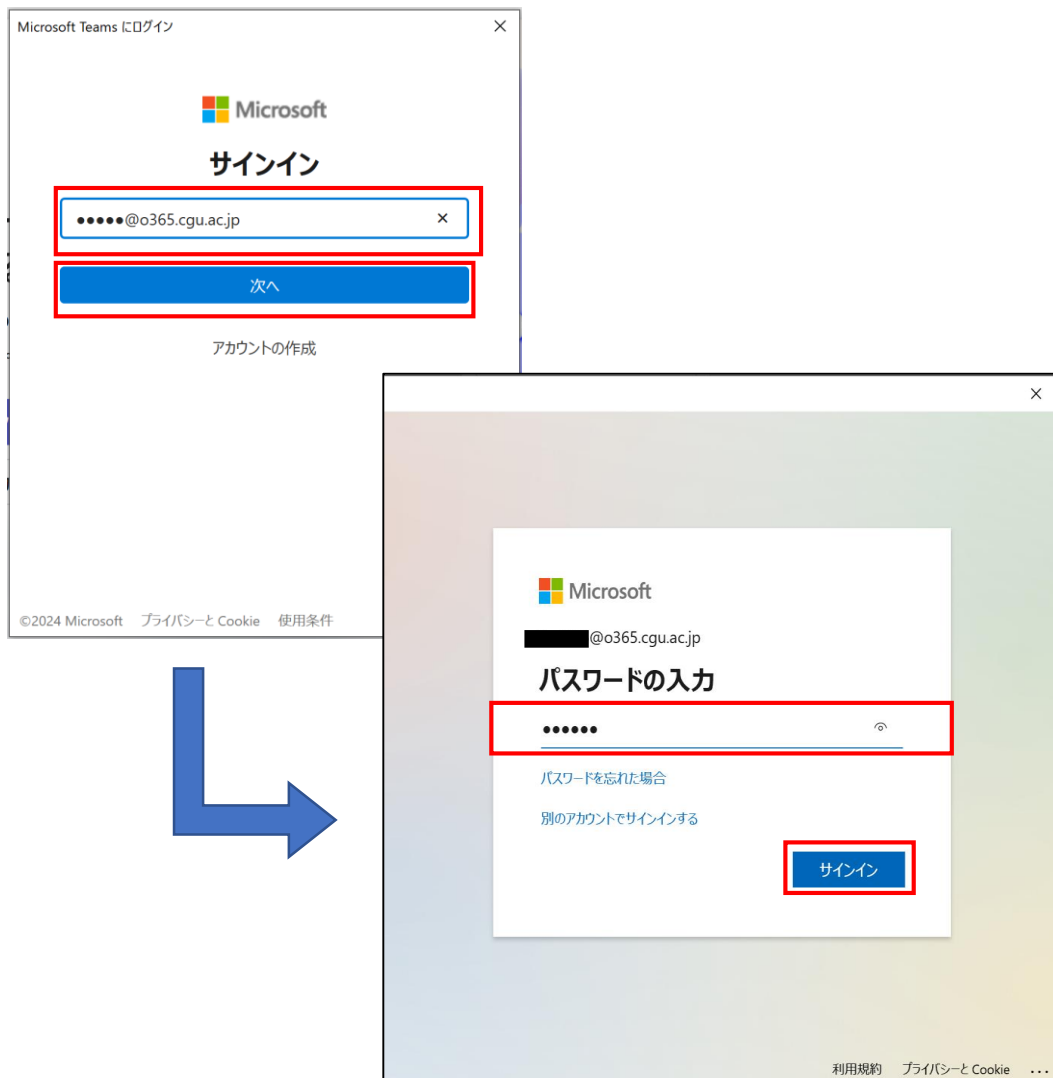 Microsoft Teams にログイン
Microsoft
サインイン
●●●●●@o365.cgu.ac.jp
次へ
アカウントの作成
©2024 Microsoft プライバシーと Cookie 使用条件
Microsoft
@o365.cgu.ac.jp
パスワードの入力
●●●●●●
パスワードを忘れた場合
別のアカウントでサインインする
サインイン
利用規約 プライバシーと Cookie ...